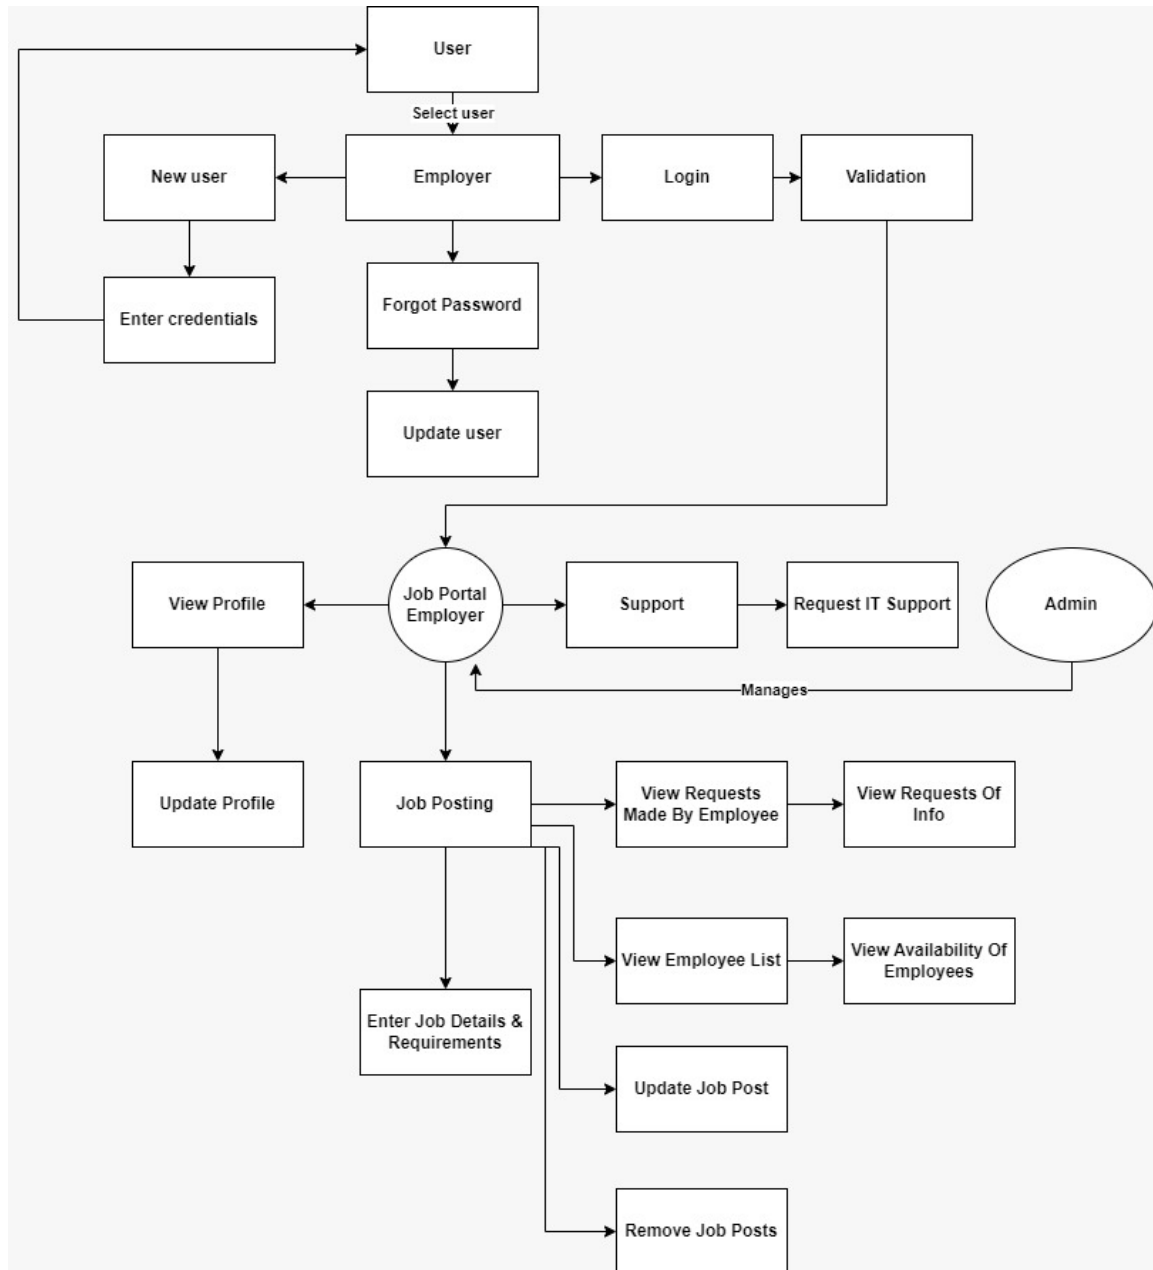 User
Select user
New user
Employer
Login
Validation
Enter credentials
Forgot Password
Update user
View Profile
Job Portal
Employer
Support
Request IT Support
Admin
Manages
Update Profile
Job Posting
View Requests
Made By Employee
View Requests Of
Info
View Employee List
View Availability Of
Employees
Enter Job Details &
Requirements
Update Job Post
Remove Job Posts